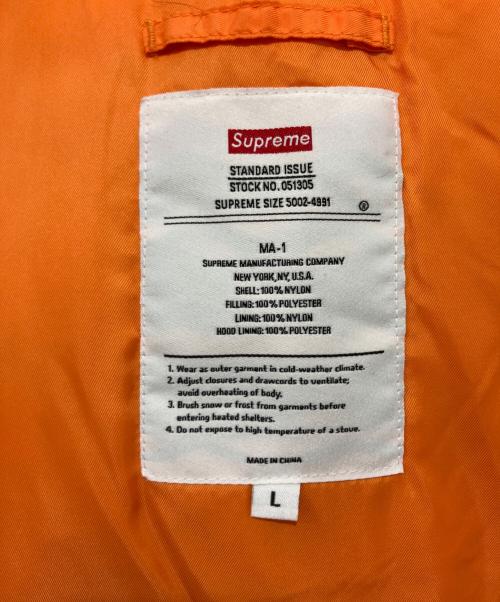 Supreme
STANDARD ISSUE
STOCK NO. 051305
SUPREME SIZE 5002-4991 ®
MA-1
SUPREME MANUFACTURING COMPANY
NEW YORK, NY, U.S.A.
SHELL: 100% NYLON
FILLING: 100% POLYESTER
LINING: 100% NYLON
HOOD LINING: 100% POLYESTER
1. Wear as outer garment in cold-weather climate.
2. Adjust closures and drawcords to ventilate;
avoid overheating of body.
3. Brush snow or frost from garments before
entering heated shelters.
4. Do not expose to high temperature of a stove.
MADE IN CHINA
L